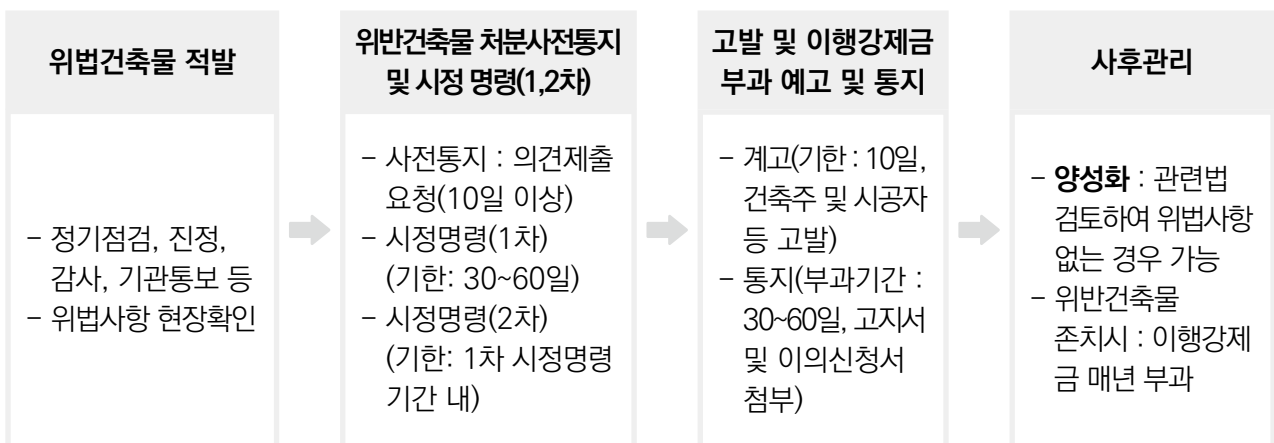 위법건축물 적발
– 정기점검, 진정,
감사, 기관통보 등
– 위법사항 현장확인
위반건축물 처분사전통지
및 시정 명령(1,2차)
– 사전통지 : 의견제출
요청(10일 이상)
– 시정명령(1차)
(기한: 30~60일)
– 시정명령(2차)
(기한: 1차 시정명령
기간 내)
고발 및 이행강제금
부과 예고 및 통지
– 계고(기한 : 10일,
건축주 및 시공자
등 고발)
– 통지(부과기간 :
30~60일, 고지서
및 이의신청서
첨부)
사후관리
– 양성화 : 관련법
검토하여 위법사항
없는 경우 가능
– 위반건축물
존치시 : 이행강제
금 매년 부과